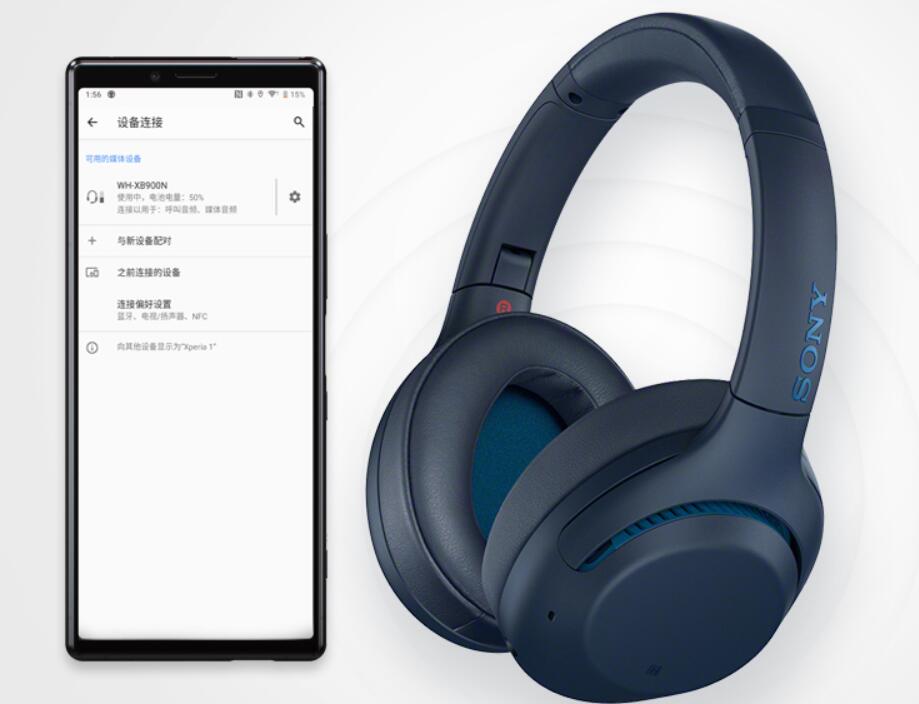 1:56
15%
设备连接
可用的媒体设备
WH-XB900N
使用中，电池电量：50%
连接以用于：呼叫音频、媒体音频
与新设备配对
之前连接的设备
连接偏好设置
蓝牙、电视/扬声器、NFC
向其他设备显示为“Xperia 1”
R
SONY